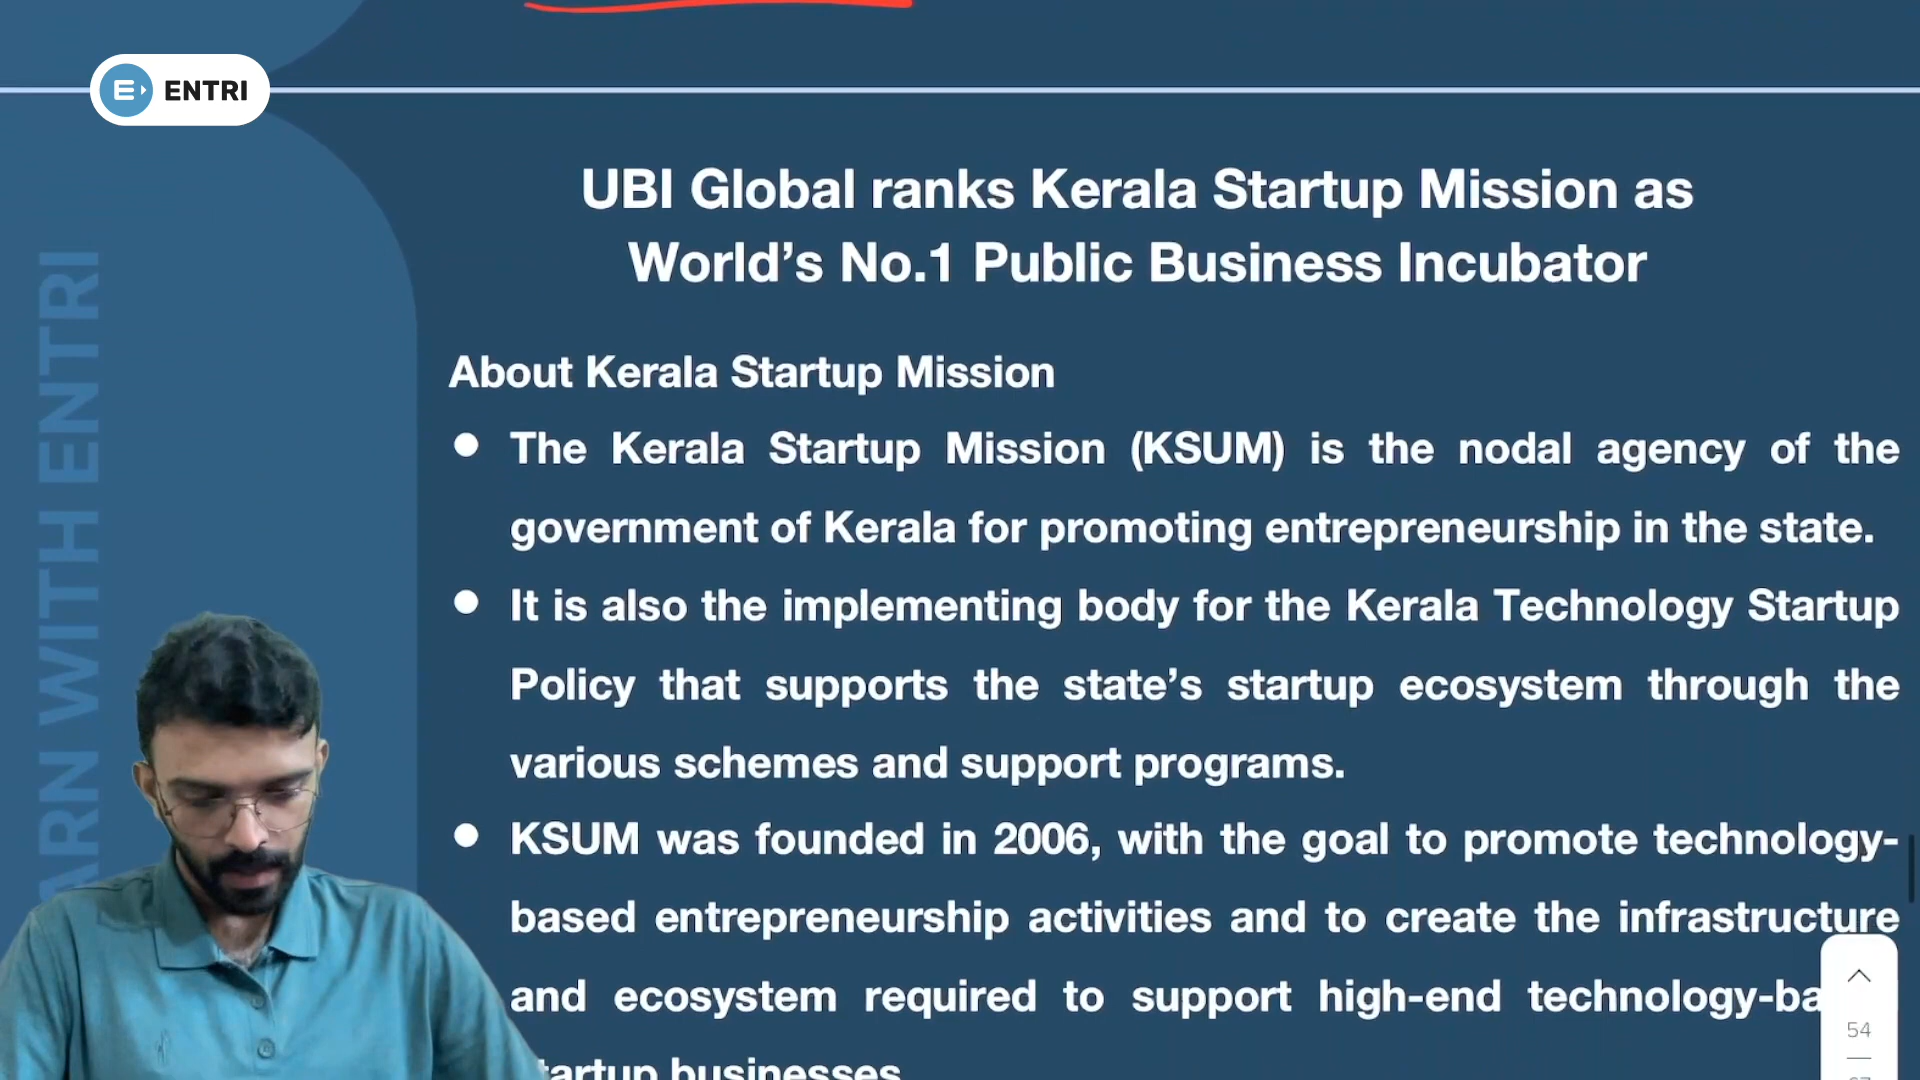 ENTRI
UBI Global ranks Kerala Startup Mission as
World's No.1 Public Business Incubator
About Kerala Startup Mission
● The Kerala Startup Mission (KSUM) is the nodal agency of the
government of Kerala for promoting entrepreneurship in the state.
● It is also the implementing body for the Kerala Technology Startup
Policy that supports the state's startup ecosystem through the
various schemes and support programs.
● KSUM was founded in 2006, with the goal to promote technology-
based entrepreneurship activities and to create the infrastructure
and ecosystem required to support high-end technology-ba
tartup businesses
ARN WITH ENTRI
54